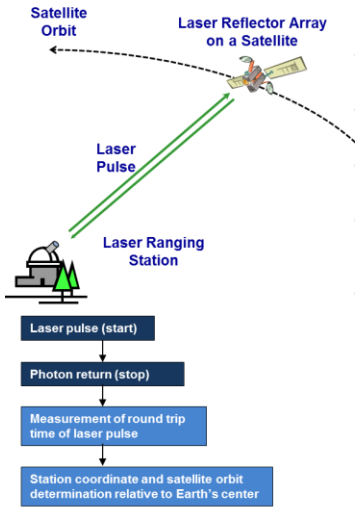 Satellite
Orbit
Laser Reflector Array
on a Satellite
Laser
Pulse
Laser Ranging
Station
Laser pulse (start)
Photon return (stop)
Measurement of round trip
time of laser pulse
Station coordinate and satellite orbit
determination relative to Earth's center